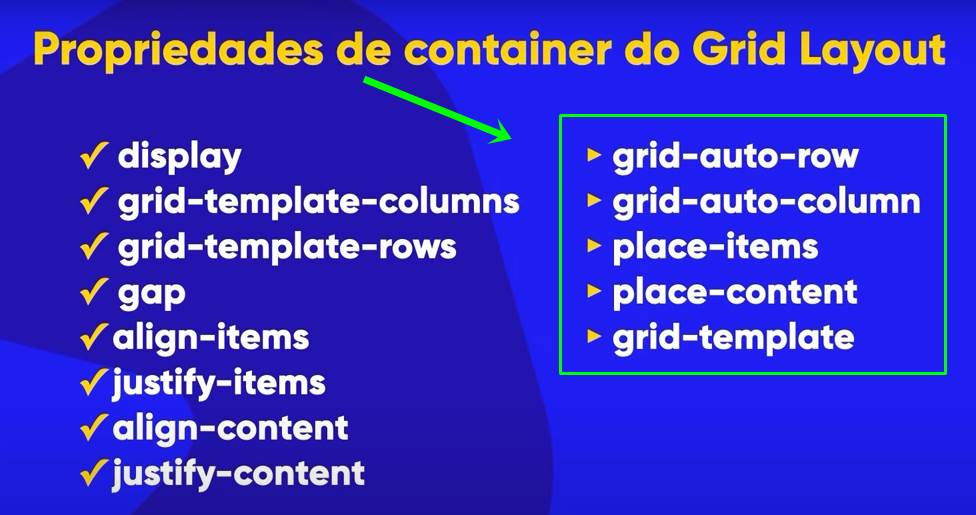 Propriedades de container do Grid Layout
display
grid-template-columns
grid-template-rows
gap
align-items
justify-items
align-content
justify-content
grid-auto-row
grid-auto-column
place-items
place-content
grid-template